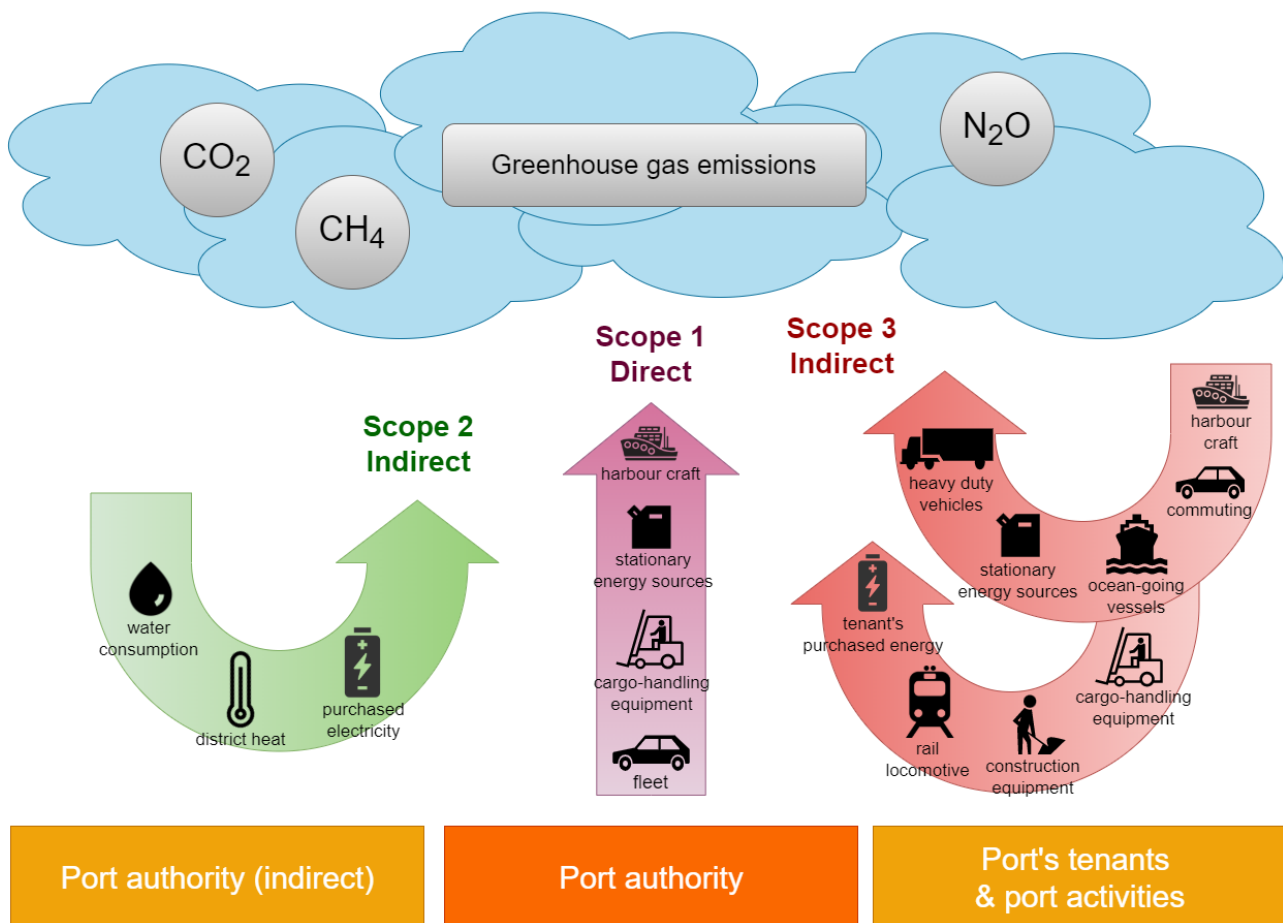 CO₂
CH₄
Greenhouse gas emissions
N₂O
Scope 2
Indirect
water
consumption
district heat
purchased
electricity
Scope 1
Direct
harbour craft
stationary
energy sources
cargo-handling
equipment
fleet
Scope 3
Indirect
harbour
craft
commuting
ocean-going
vessels
stationary
energy sources
heavy duty
vehicles
cargo-handling
equipment
construction
equipment
rail
locomotive
tenant's
purchased energy
Port authority (indirect)
Port authority
Port's tenants
& port activities